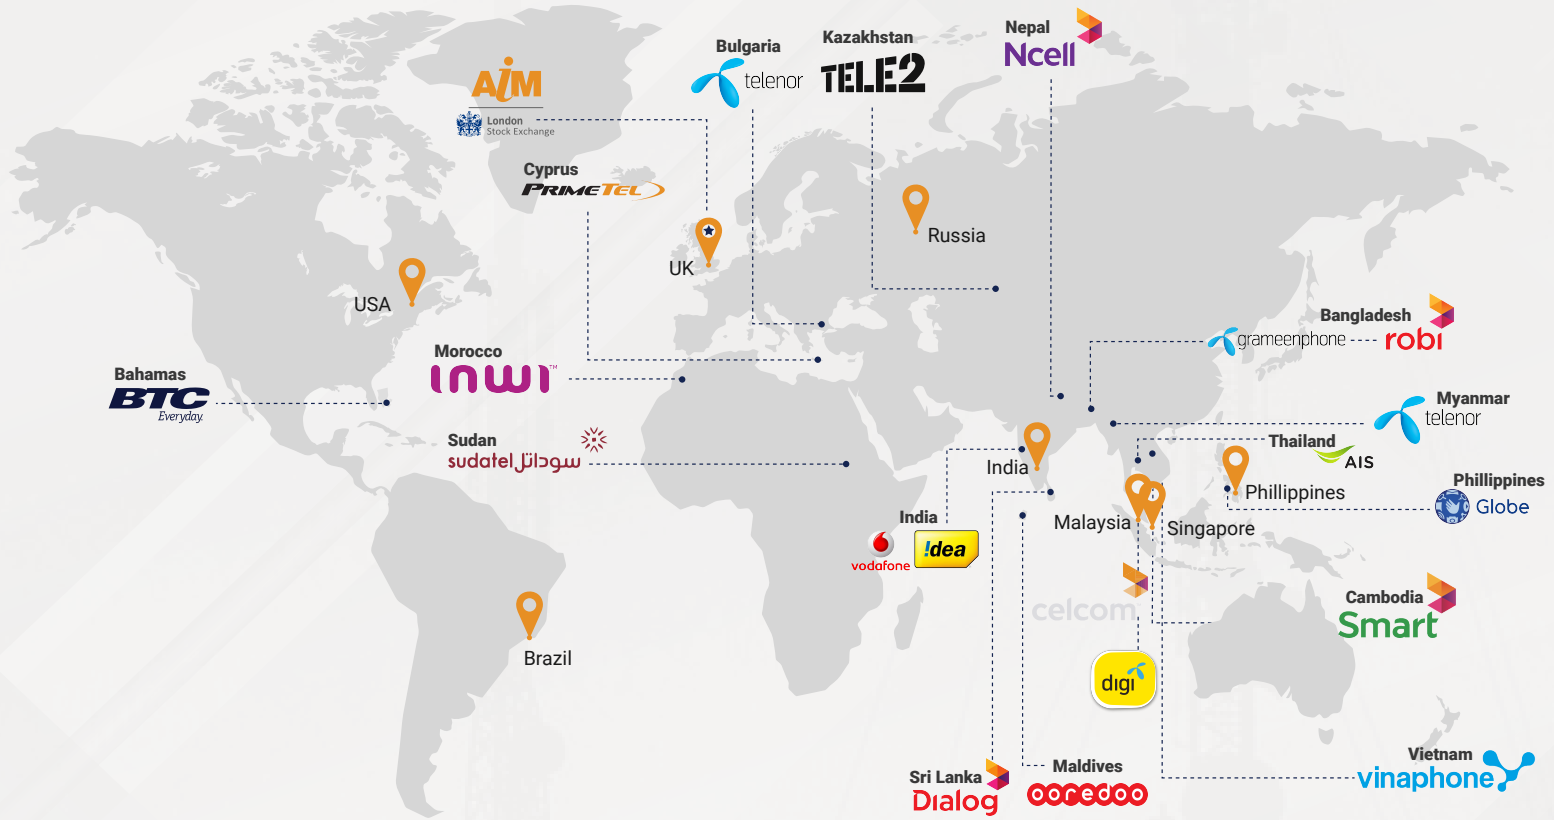 Nepal
Ncell
Kazakhstan
TELE2
Bulgaria
telenor
AiM
London
Stock Exchange
Cyprus
PRIMETEL
Russia
UK
USA
Bangladesh
grameenphone
robi
Morocco
inwi™
Bahamas
BTC
Everyday.
Myanmar
telenor
Sudan
sudatel سوداتل
Thailand
AIS
India
Phillippines
Phillippines
Globe
India
vodafone
!dea
Malaysia
Singapore
celcom
Cambodia
Smart
Brazil
digi
Vietnam
vinaphone
Sri Lanka
Dialog
Maldives
ooredoo